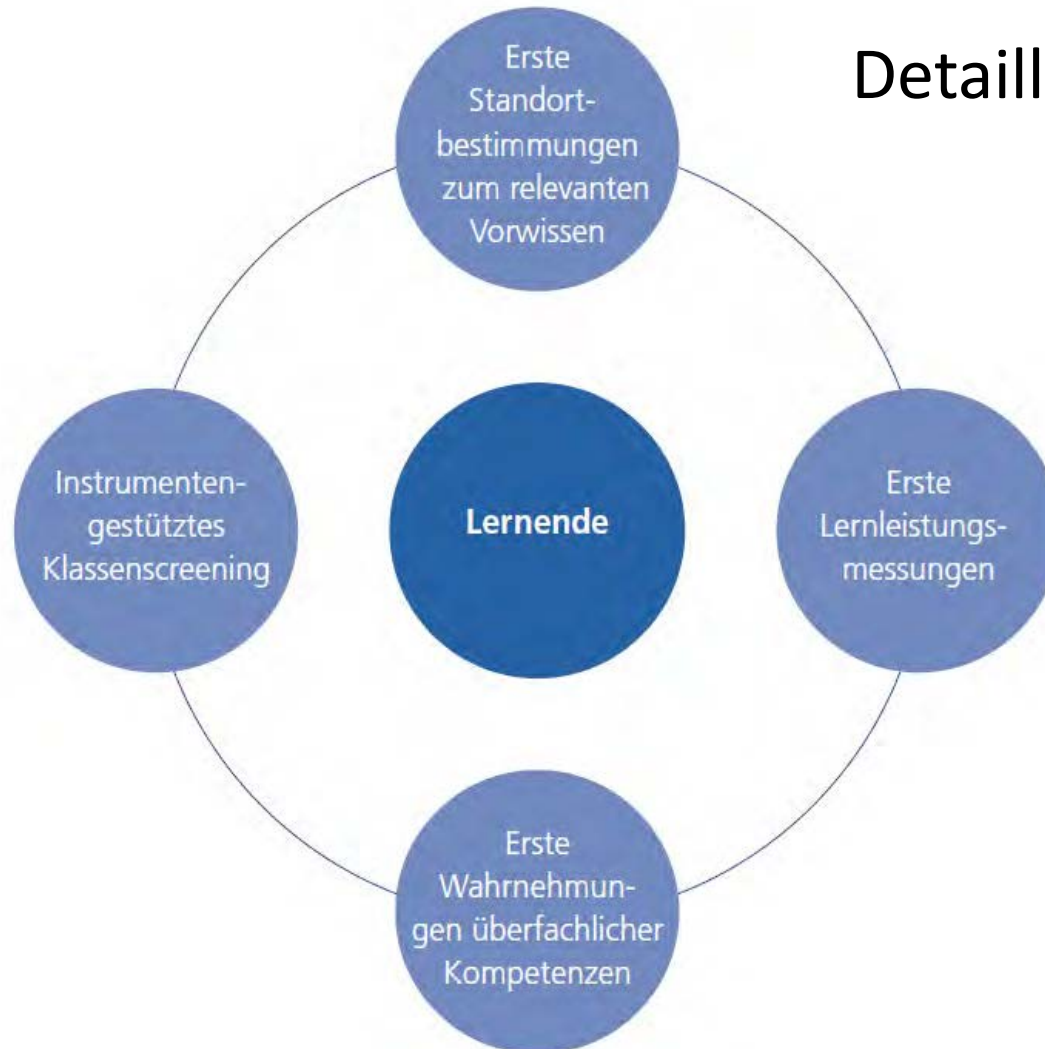 Detaill
Erste
Standort-
bestimmungen
zum relevanten
Vorwissen
Instrumenten-
gestütztes
Klassenscreening
Lernende
Erste
Lernleistungs-
messungen
Erste
Wahrnehmun-
gen überfachlicher
Kompetenzen